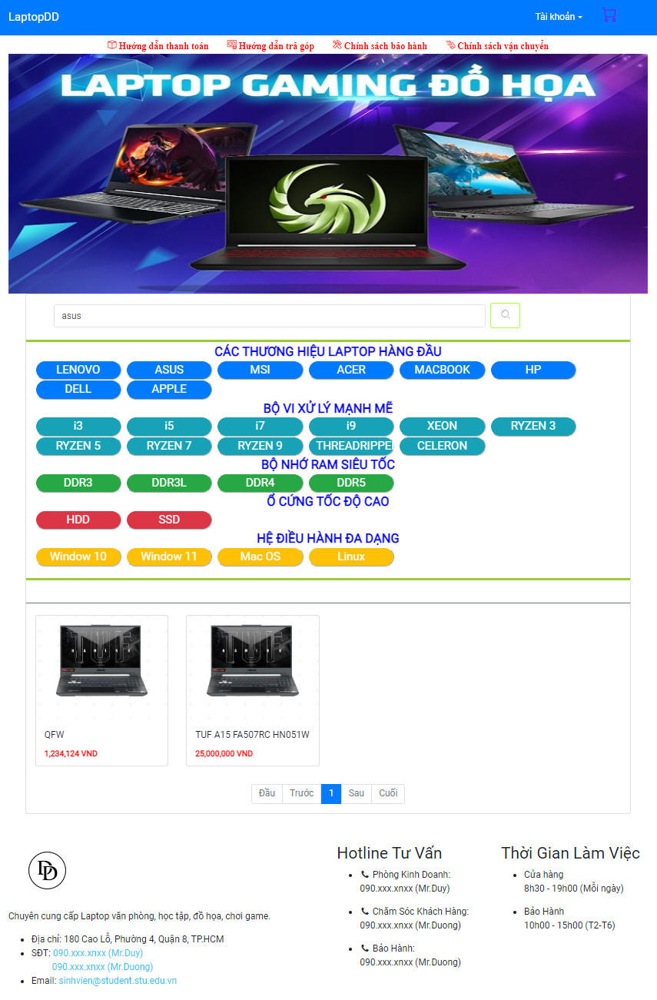 LaptopDD
Tài khoản
Hướng dẫn thanh toán Hướng dẫn trả góp Chính sách bảo hành Chính sách vận chuyển
LAPTOP GAMING ĐỒ HỌA
asus
CÁC THƯƠNG HIỆU LAPTOP HÀNG ĐẦU
LENOVO ASUS MSI ACER MACBOOK HP
DELL APPLE
BỘ VI XỬ LÝ MẠNH MẼ
i3 i5 i7 i9 XEON RYZEN 3
RYZEN 5 RYZEN 7 RYZEN 9 THREADRIPPER CELERON
BỘ NHỚ RAM SIÊU TỐC
DDR3 DDR3L DDR4 DDR5
Ổ CỨNG TỐC ĐỘ CAO
HDD SSD
HỆ ĐIỀU HÀNH ĐA DẠNG
Window 10 Window 11 Mac OS Linux
TUF
GAMING
TUF
GAMING
QFW
1,234,124 VND
TUF A15 FA507RC HN051W
25,000,000 VND
Đầu Trước 1 Sau Cuối
DD
Chuyên cung cấp Laptop văn phòng, học tập, đồ họa, chơi game.
Địa chỉ: 180 Cao Lỗ, Phường 4, Quận 8, TP.HCM
SĐT: 090.xxx.xnxx (Mr.Duy)
090.xxx.xnxx (Mr.Duong)
Email: sinhvien@student.stu.edu.vn
Hotline Tư Vấn
Phòng Kinh Doanh:
090.xxx.xnxx (Mr.Duy)
Chăm Sóc Khách Hàng:
090.xxx.xnxx (Mr.Duong)
Bảo Hành:
090.xxx.xnxx (Mr.Duong)
Thời Gian Làm Việc
Cửa hàng
8h30 - 19h00 (Mỗi ngày)
Bảo Hành
10h00 - 15h00 (T2-T6)